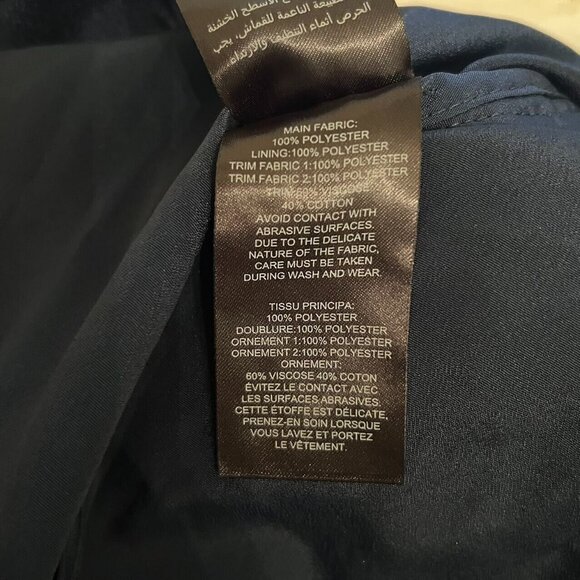 الطبيعة الناعمة للقماش، يجب
الحرص أثناء التنظيف والارتداء.
MAIN FABRIC:
100% POLYESTER
LINING:100% POLYESTER
TRIM FABRIC 1:100% POLYESTER
TRIM FABRIC 2:100% POLYESTER
TRIM:60% VISCOSE
40% COTTON
AVOID CONTACT WITH
ABRASIVE SURFACES.
DUE TO THE DELICATE
NATURE OF THE FABRIC,
CARE MUST BE TAKEN
DURING WASH AND WEAR.
TISSU PRINCIPA:
100% POLYESTER
DOUBLURE:100% POLYESTER
ORNEMENT 1:100% POLYESTER
ORNEMENT 2:100% POLYESTER
ORNEMENT:
60% VISCOSE 40% COTON
ÉVITEZ LE CONTACT AVEC
LES SURFACES ABRASIVES.
CETTE ÉTOFFE EST DÉLICATE,
PRENEZ-EN SOIN LORSQUE
VOUS LAVEZ ET PORTEZ
LE VÊTEMENT.